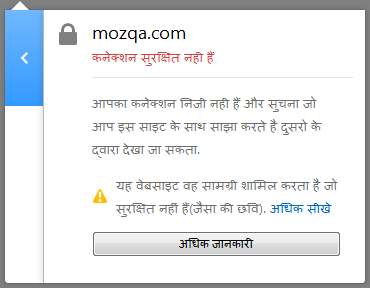 mozqa.com
कनेक्शन सुरक्षित नही हैं
आपका कनेक्शन निजी नही हैं और सुचना जो
आप इस साइट के साथ साझा करते है दुसरो के
द्वारा देखा जा सकता.
यह वेबसाइट वह सामग्री शामिल करता है जो
सुरक्षित नही हैं(जैसा की छवि). अधिक सीखे
अधिक जानकारी